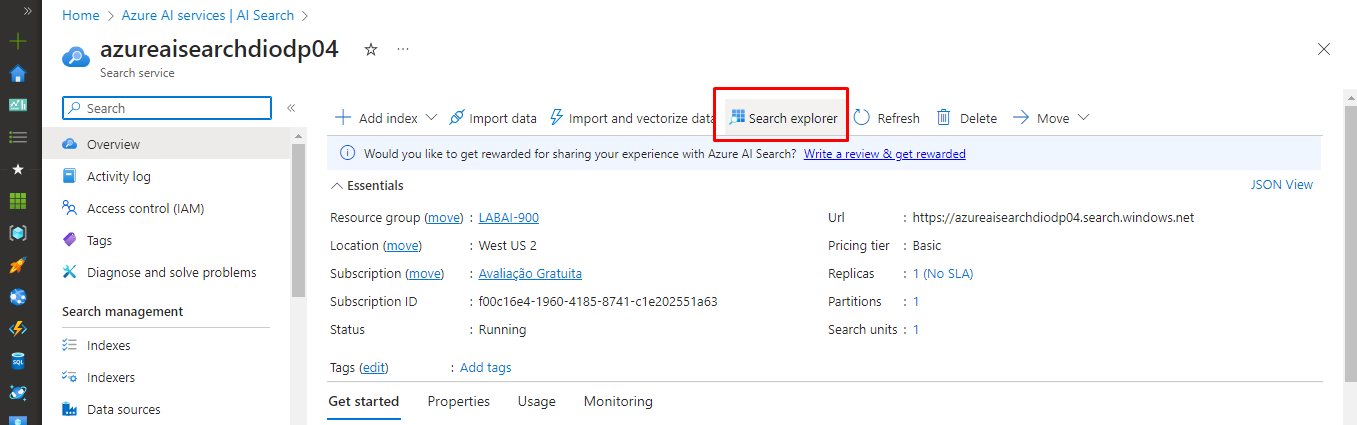 Home > Azure AI services | AI Search >
azureaisearchdiodp04
Search service
Search
Add index
Import data
Import and vectorize data
Search explorer
Refresh
Delete
Move
Overview
Activity log
Access control (IAM)
Tags
Diagnose and solve problems
Search management
Indexes
Indexers
Data sources
Would you like to get rewarded for sharing your experience with Azure AI Search? Write a review & get rewarded
Essentials
JSON View
Resource group (move) : LABAI-900
Location (move) : West US 2
Subscription (move) : Avaliação Gratuita
Subscription ID : f00c16e4-1960-4185-8741-c1e202551a63
Status : Running
Url : https://azureaisearchdiodp04.search.windows.net
Pricing tier : Basic
Replicas : 1 (No SLA)
Partitions : 1
Search units : 1
Tags (edit) : Add tags
Get started
Properties
Usage
Monitoring
SQL